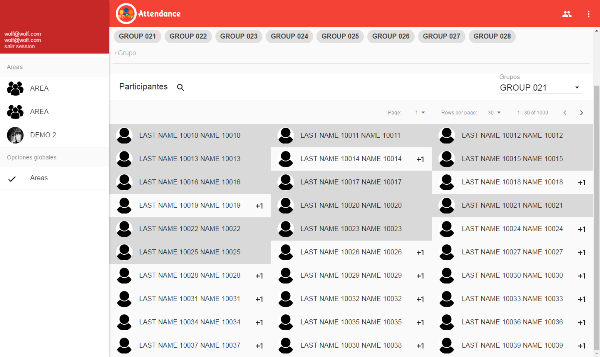 Attendance
wolf@wolf.com
wolf@wolf.com
salir session
Areas
AREA
AREA
DEMO 2
Opciones globales
Areas
GROUP 021 GROUP 022 GROUP 023 GROUP 024 GROUP 025 GROUP 026 GROUP 027 GROUP 028
Grupo
Participantes
Grupos
GROUP 021
Page: 1 Rows per page: 30 1 - 30 of 1000
LAST NAME 10010 NAME 10010 LAST NAME 10011 NAME 10011 LAST NAME 10012 NAME 10012
LAST NAME 10013 NAME 10013 LAST NAME 10014 NAME 10014 +1 LAST NAME 10015 NAME 10015
LAST NAME 10016 NAME 10016 LAST NAME 10017 NAME 10017 LAST NAME 10018 NAME 10018 +1
LAST NAME 10019 NAME 10019 +1 LAST NAME 10020 NAME 10020 LAST NAME 10021 NAME 10021
LAST NAME 10022 NAME 10022 LAST NAME 10023 NAME 10023 LAST NAME 10024 NAME 10024 +1
LAST NAME 10025 NAME 10025 LAST NAME 10026 NAME 10026 +1 LAST NAME 10027 NAME 10027 +1
LAST NAME 10028 NAME 10028 +1 LAST NAME 10029 NAME 10029 +1 LAST NAME 10030 NAME 10030 +1
LAST NAME 10031 NAME 10031 +1 LAST NAME 10032 NAME 10032 +1 LAST NAME 10033 NAME 10033 +1
LAST NAME 10034 NAME 10034 +1 LAST NAME 10035 NAME 10035 +1 LAST NAME 10036 NAME 10036 +1
LAST NAME 10037 NAME 10037 +1 LAST NAME 10038 NAME 10038 +1 LAST NAME 10039 NAME 10039 +1